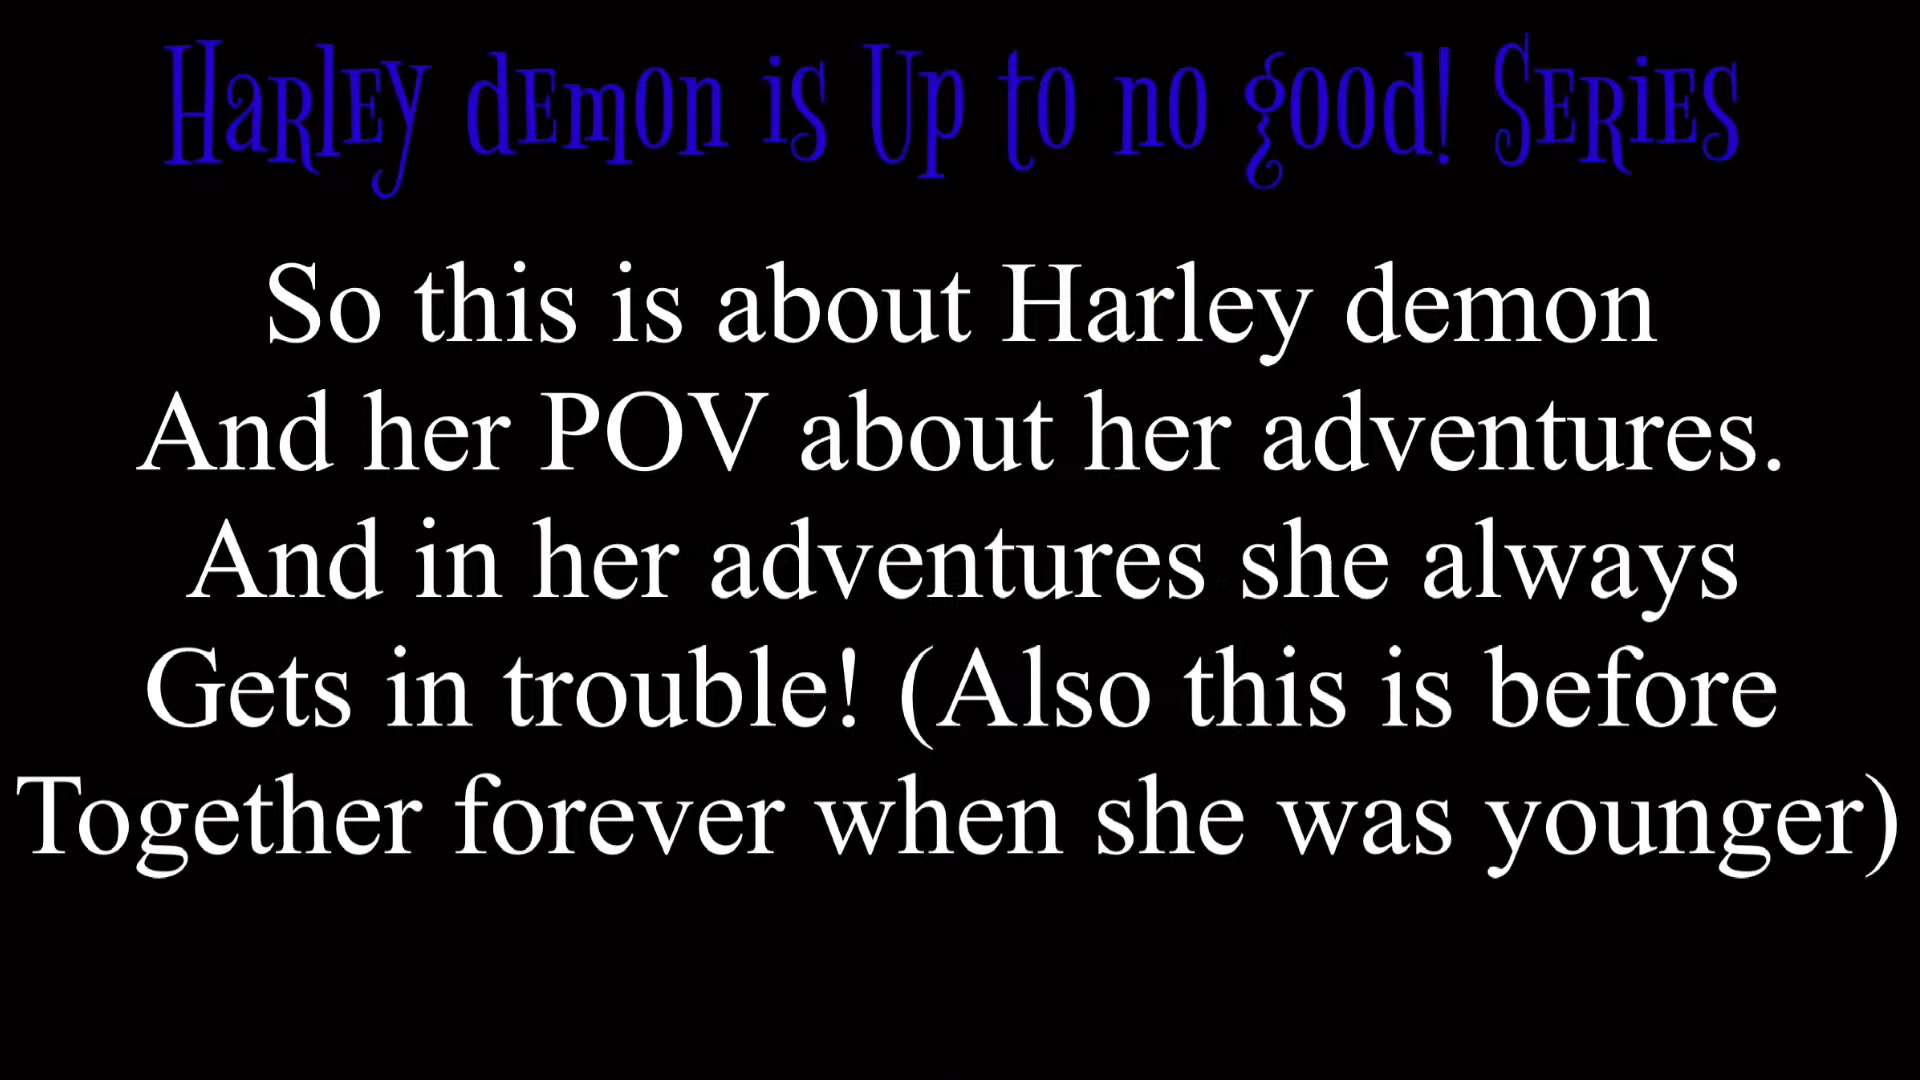 Harley demon is Up to no good! Series
So this is about Harley demon
And her POV about her adventures.
And in her adventures she always
Gets in trouble! (Also this is before
Together forever when she was younger)